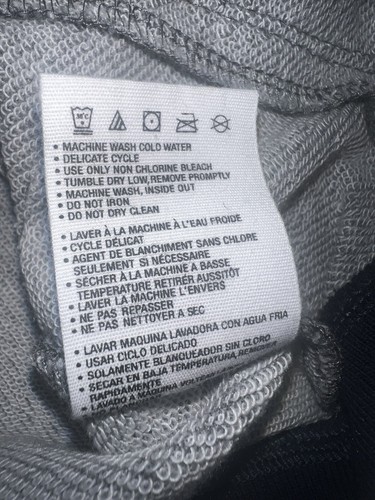 • MACHINE WASH COLD WATER
• DELICATE CYCLE
• USE ONLY NON CHLORINE BLEACH
• TUMBLE DRY LOW, REMOVE PROMPTLY
• MACHINE WASH, INSIDE OUT
• DO NOT IRON
• DO NOT DRY CLEAN
• LAVER À LA MACHINE À L'EAU FROIDE
• CYCLE DÉLICAT
• AGENT DE BLANCHIMENT SANS CHLORE
SEULEMENT SI NÉCESSAIRE
• SÉCHER À LA MACHINE A BASSE
TEMPERATURE RETIRÉR AUSSITÔT
• LAVER LA MACHINE L'ENVERS
• NE PAS REPASSER
• NE PAS NETTOYER A SEC
• LAVAR MAQUINA LAVADORA CON AGUA FRIA
• USAR CICLO DELICADO
• SOLAMENTE BLANQUEADOR SIN CLORO
• SECAR EN BAJA TEMPERATURA, REMOVER
RAPIDAMENTE
• LAVADO A MAQUINA